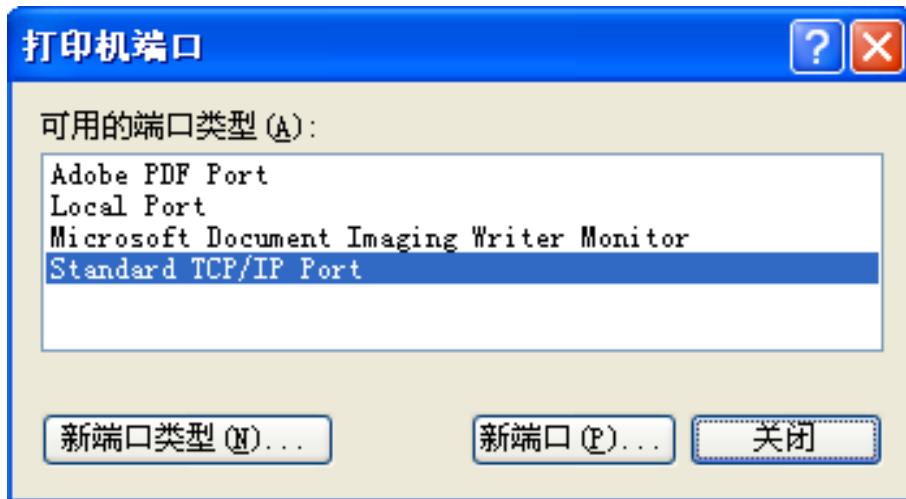 打印机端口
可用的端口类型(A):
Adobe PDF Port
Local Port
Microsoft Document Imaging Writer Monitor
Standard TCP/IP Port
新端口类型(N)... 新端口(P)... 关闭